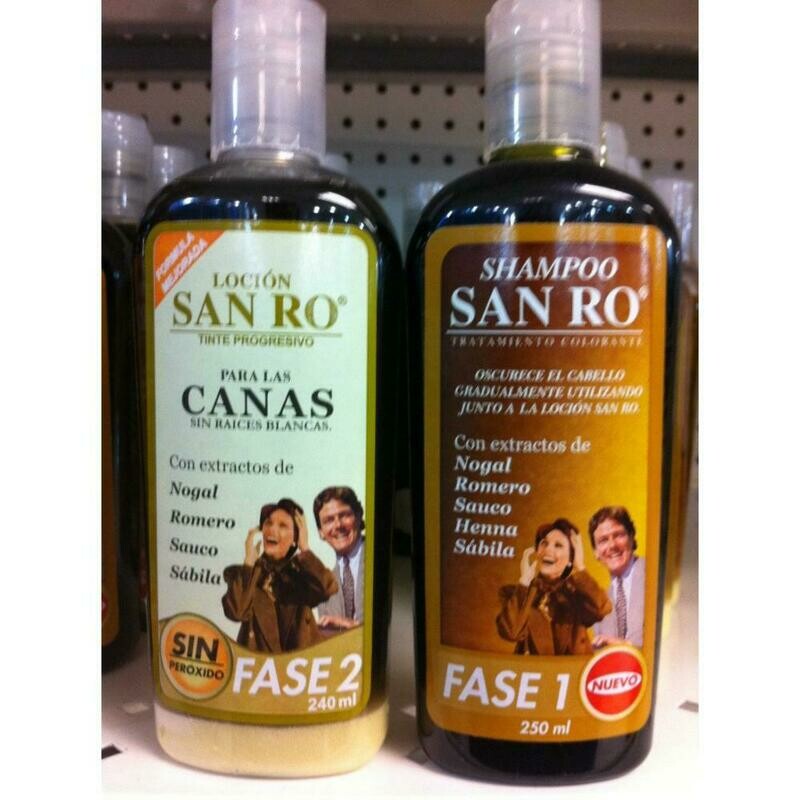 FORMULA
MEJORADA
LOCIÓN
SAN RO®
TINTE PROGRESIVO
PARA LAS
CANAS
SIN RAICES BLANCAS.
Con extractos de
Nogal
Romero
Sauco
Sábila
SIN
PEROXIDO
FASE 2
240 ml
SHAMPOO
SAN RO®
TRATAMIENTO COLORANTE
OSCURECE EL CABELLO
GRADUALMENTE UTILIZANDO
JUNTO A LA LOCIÓN SAN RO.
Con extractos de
Nogal
Romero
Sauco
Henna
Sábila
FASE 1
NUEVO
250 ml